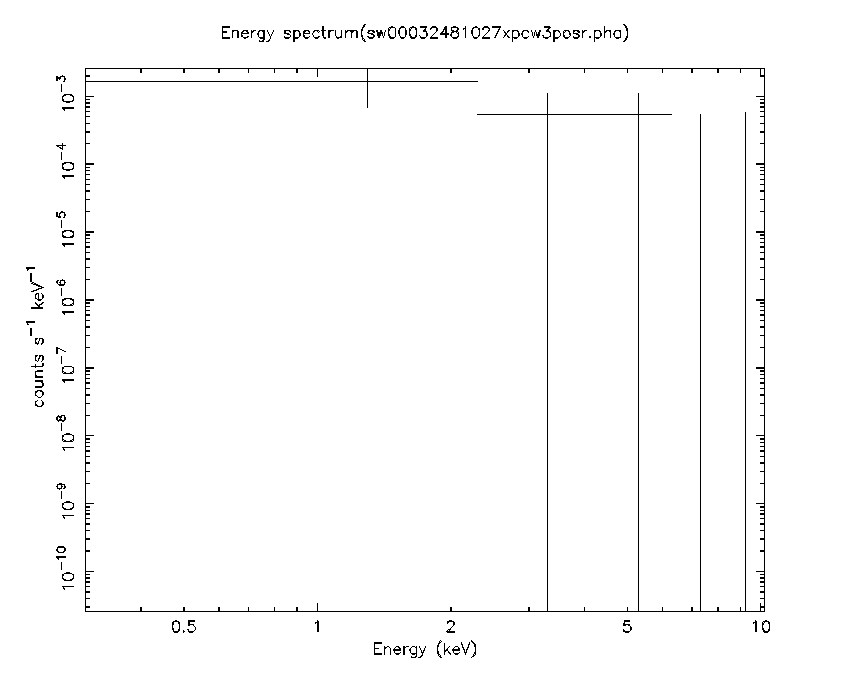 Energy spectrum(sw00032481027xpcw3posr.pha)
10⁻³
10⁻⁴
10⁻⁵
10⁻⁶
10⁻⁷
10⁻⁸
10⁻⁹
10⁻¹⁰
counts s⁻¹ keV⁻¹
0.5 1 2 5 10
Energy (keV)